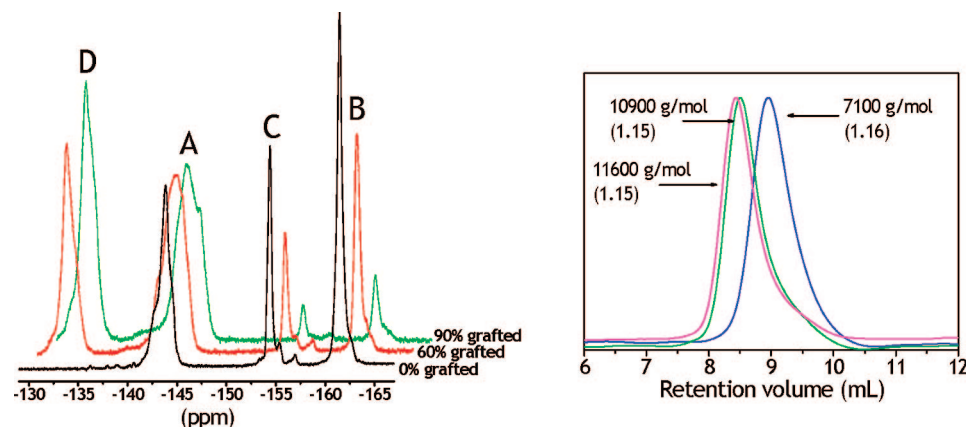 D
A
C
B
90% grafted
60% grafted
0% grafted
-130 -135 -140 -145 -150 -155 -160 -165
(ppm)
10900 g/mol
(1.15)
7100 g/mol
(1.16)
11600 g/mol
(1.15)
6 7 8 9 10 11 12
Retention volume (mL)